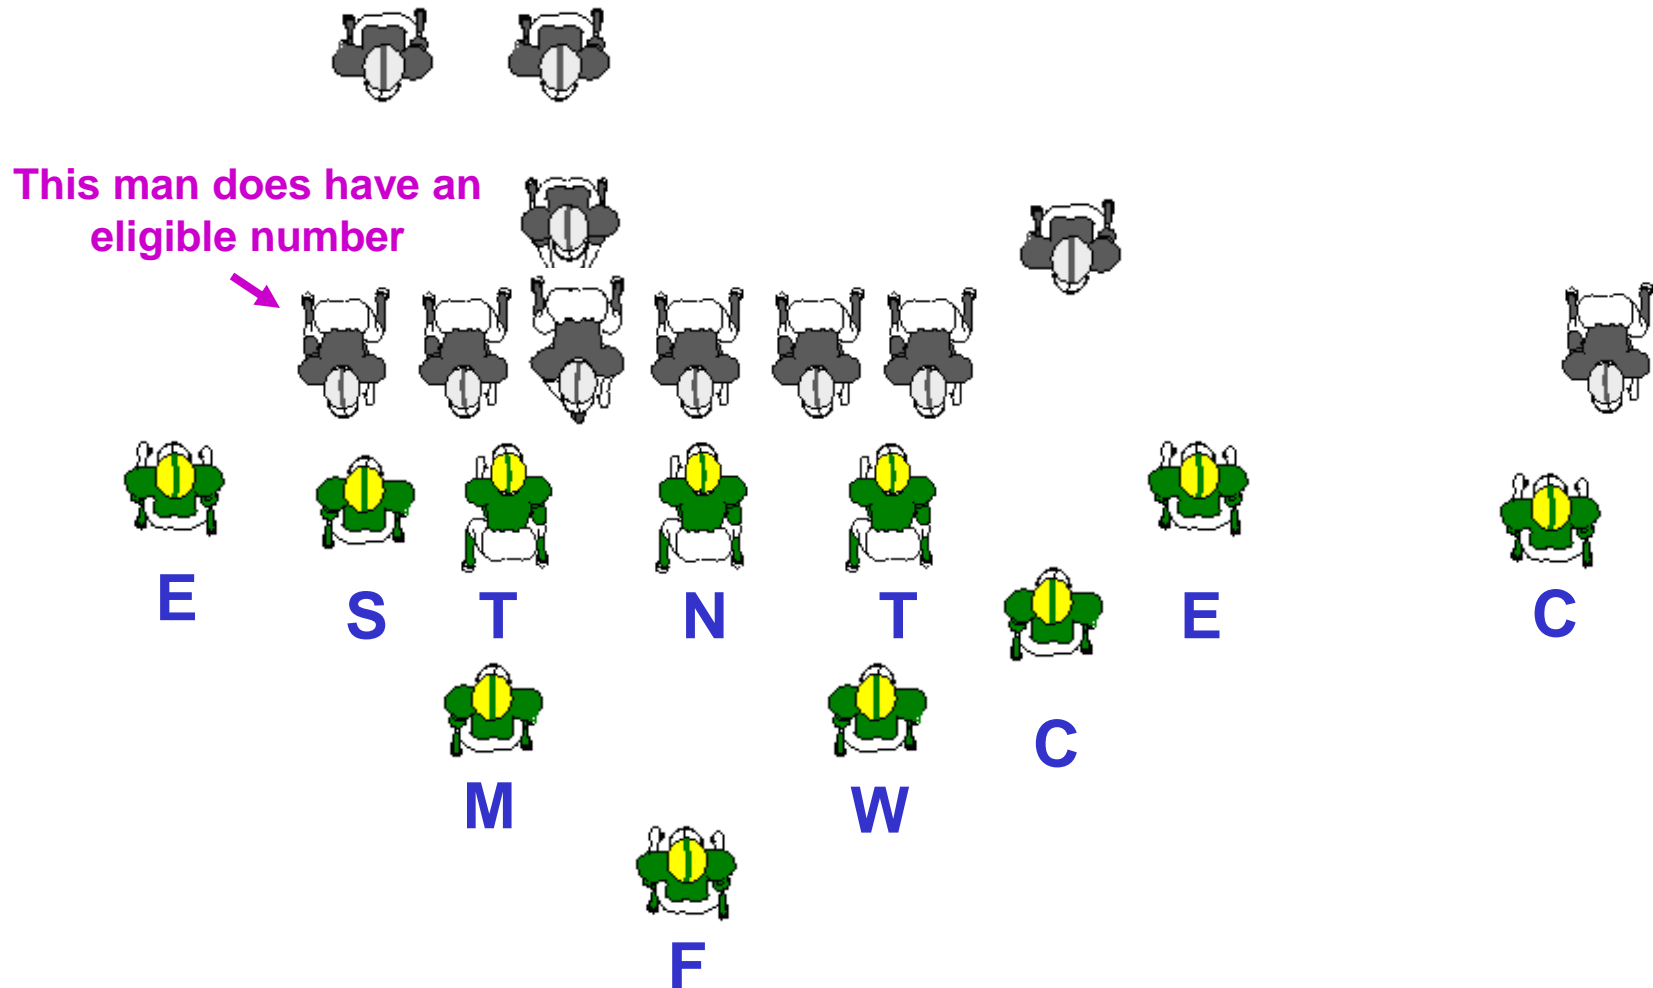 This man does have an
eligible number
E
S T N T E C
C
M W
F